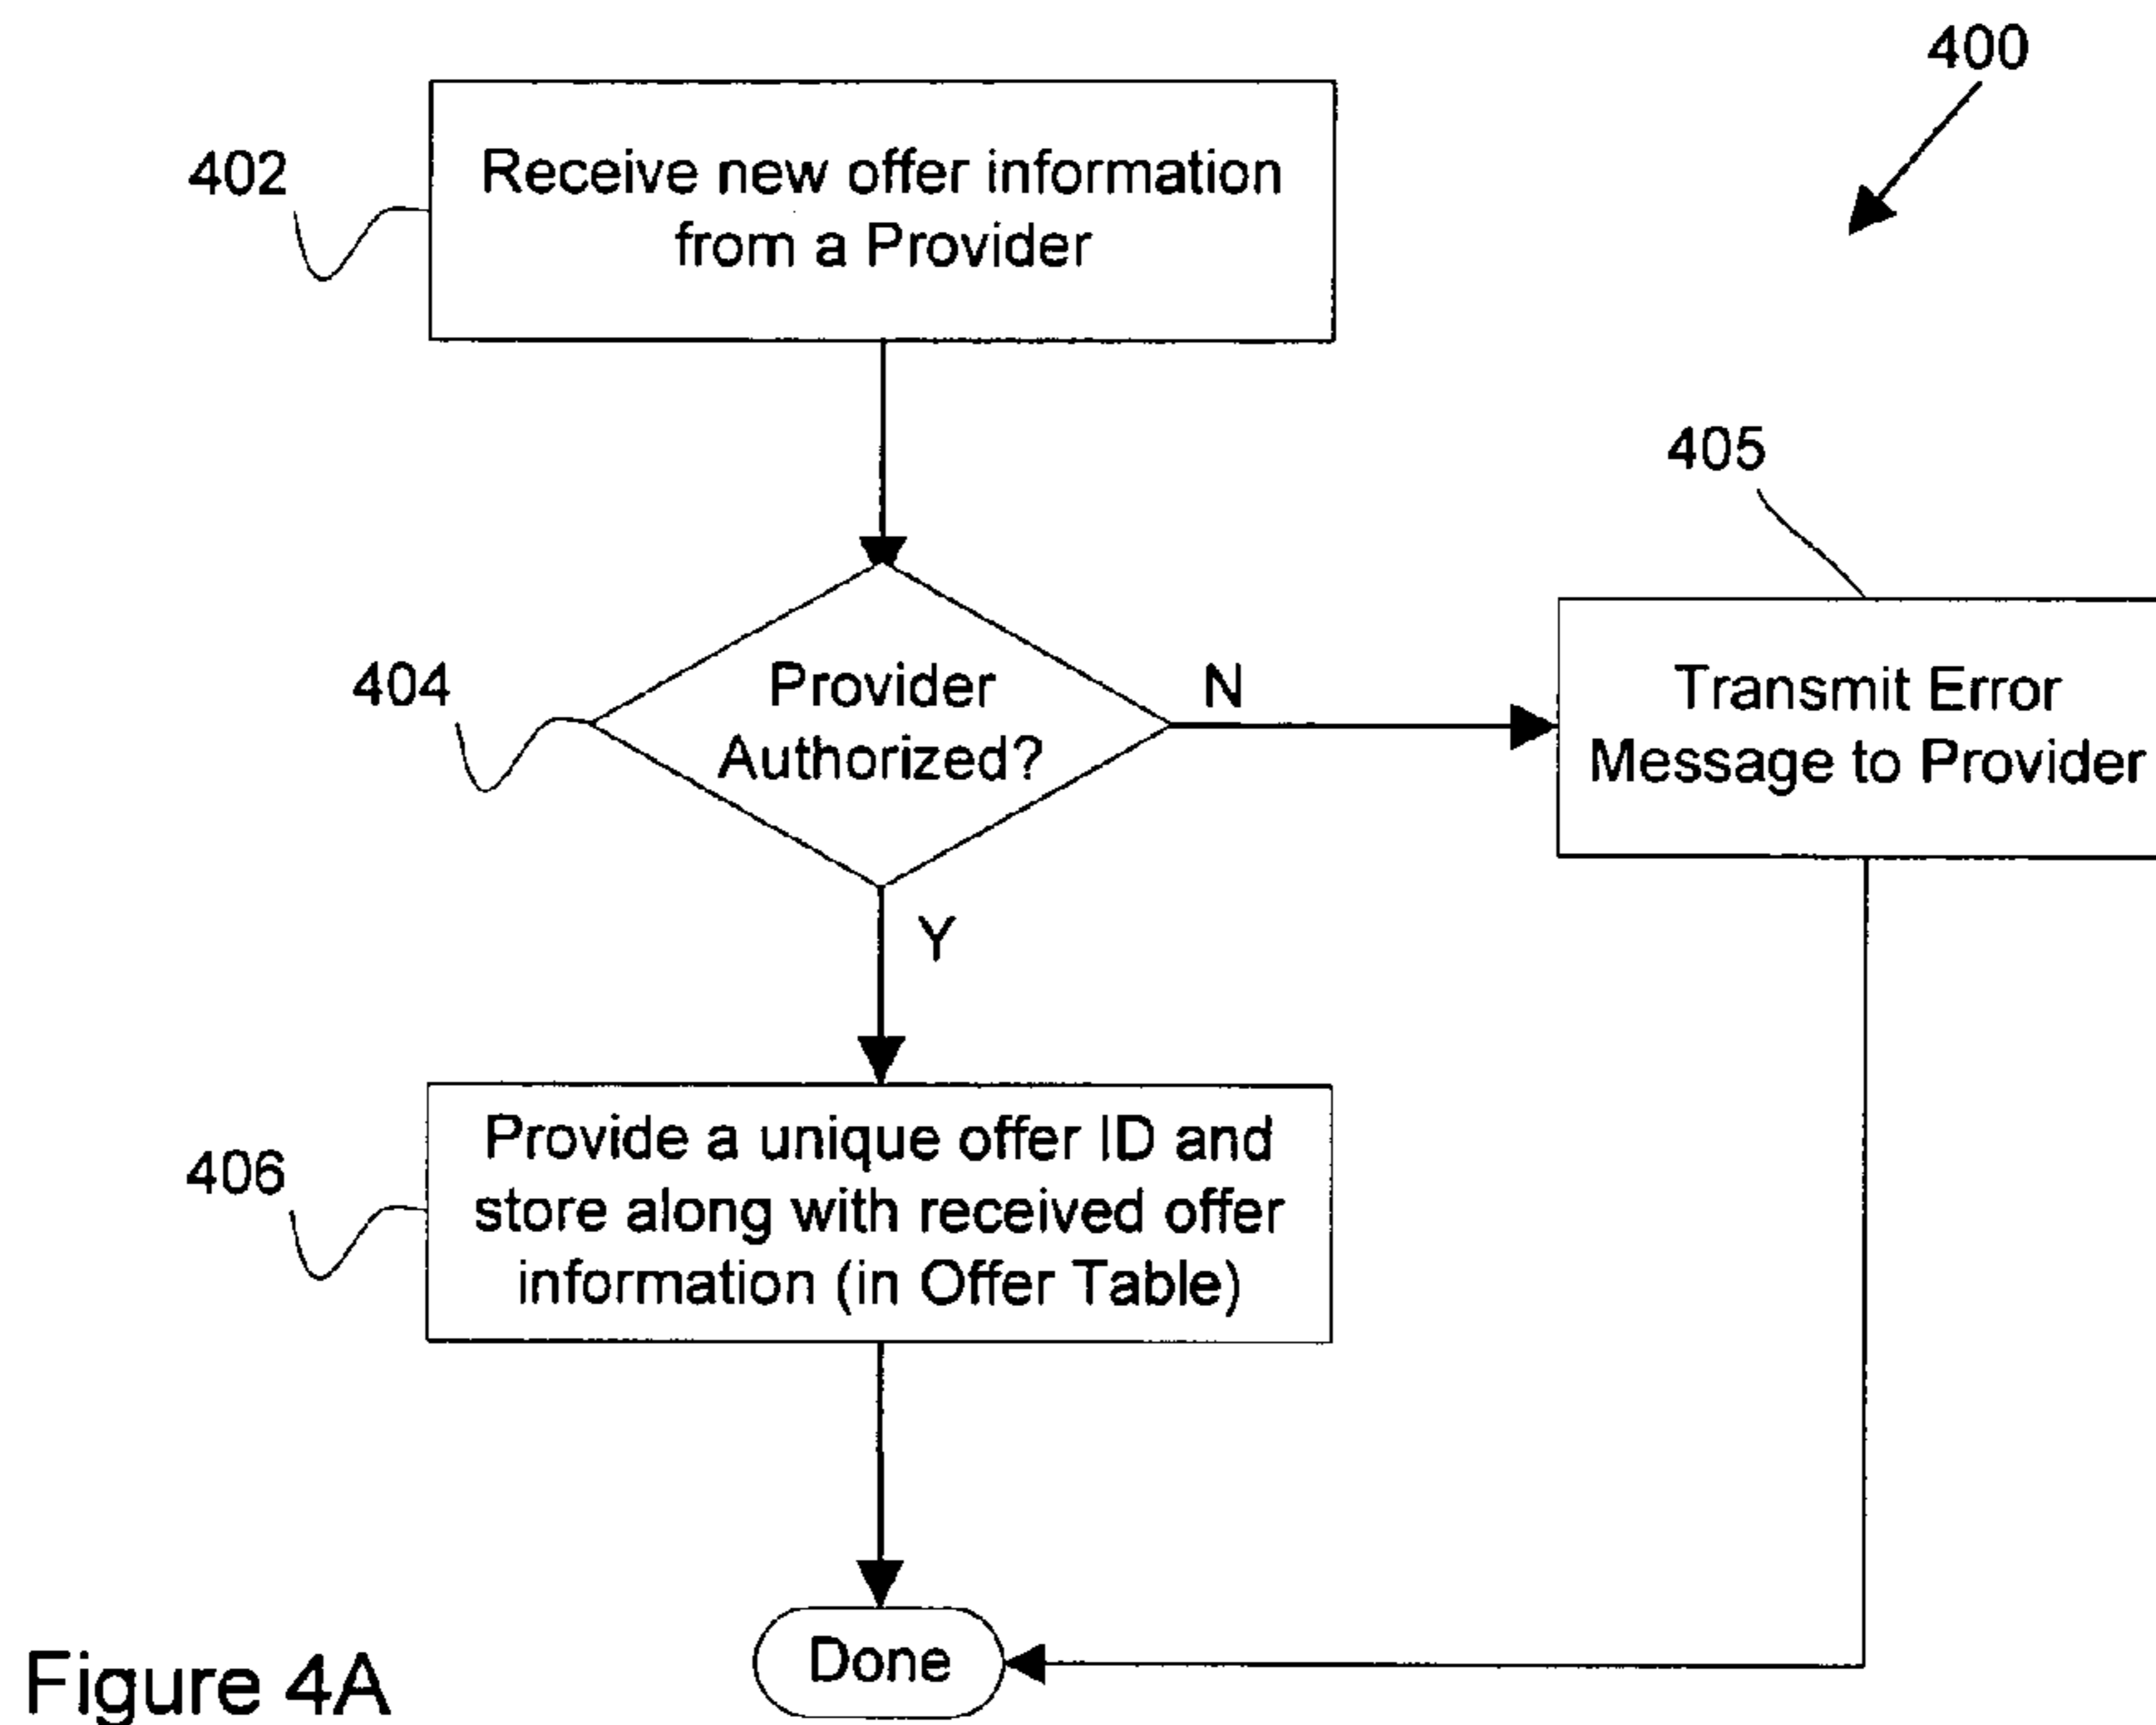 400
402
Receive new offer information
from a Provider
405
404
Provider
Authorized?
N
Transmit Error
Message to Provider
Y
406
Provide a unique offer ID and
store along with received offer
information (in Offer Table)
Done
Figure 4A